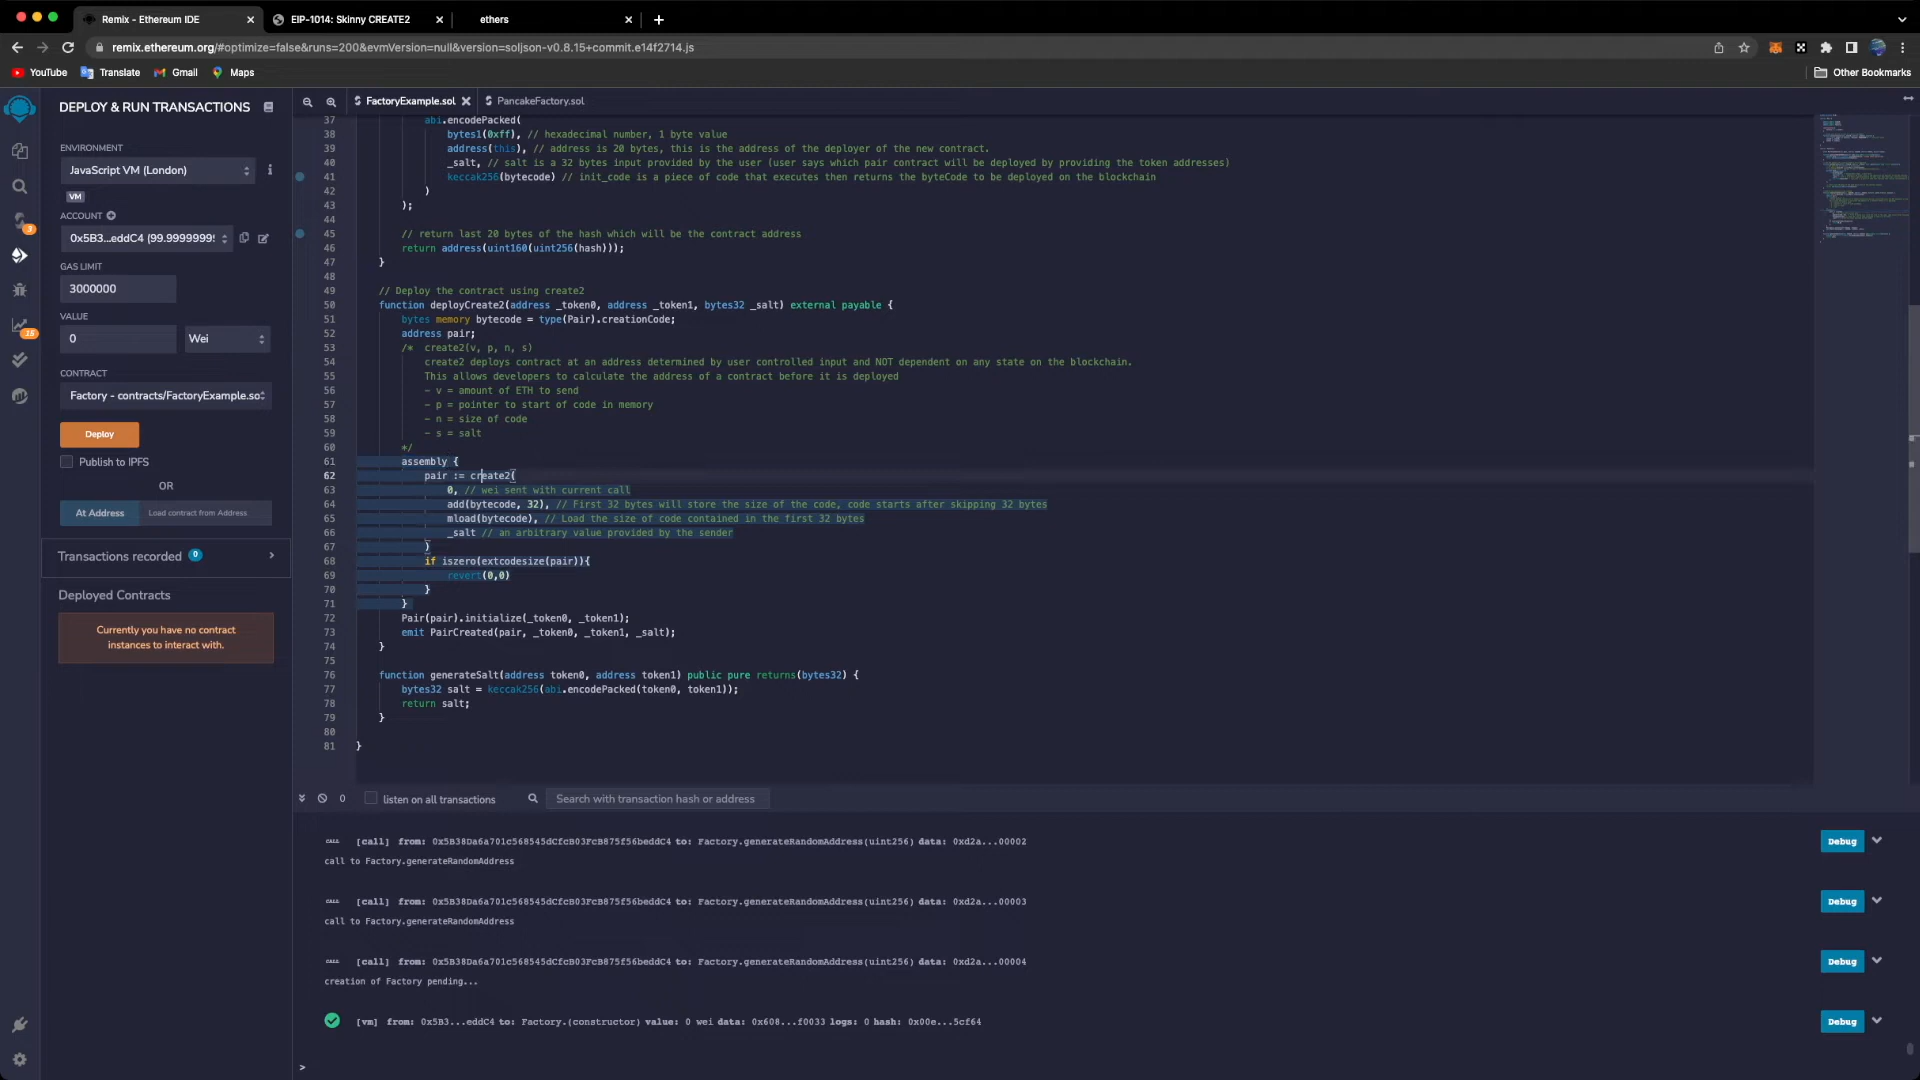 Remix - Ethereum IDE
EIP-1014: Skinny CREATE2
ethers
remix.ethereum.org/#optimize=false&runs=200&evmVersion=null&version=soljson-v0.8.15+commit.e14f2714.js
YouTube
Translate
Gmail
Maps
Other Bookmarks
DEPLOY & RUN TRANSACTIONS
ENVIRONMENT
JavaScript VM (London)
VM
ACCOUNT
0x5B3...eddC4 (99.9999999
GAS LIMIT
3000000
VALUE
0
Wei
CONTRACT
Factory - contracts/FactoryExample.so
Deploy
Publish to IPFS
OR
At Address
Load contract from Address
Transactions recorded 0
Deployed Contracts
Currently you have no contract
instances to interact with.
3
15
FactoryExample.sol
PancakeFactory.sol
37 abi.encodePacked(
38 bytes1(0xff), // hexadecimal number, 1 byte value
39 address(this), // address is 20 bytes, this is the address of the deployer of the new contract.
40 _salt, // salt is a 32 bytes input provided by the user (user says which pair contract will be deployed by providing the token addresses)
41 keccak256(bytecode) // init_code is a piece of code that executes then returns the byteCode to be deployed on the blockchain
42 )
43 );
44
45 // return last 20 bytes of the hash which will be the contract address
46 return address(uint160(uint256(hash)));
47 }
48
49 // Deploy the contract using create2
50 function deployCreate2(address _token0, address _token1, bytes32 _salt) external payable {
51 bytes memory bytecode = type(Pair).creationCode;
52 address pair;
53 /* create2(v, p, n, s)
54 create2 deploys contract at an address determined by user controlled input and NOT dependent on any state on the blockchain.
55 This allows developers to calculate the address of a contract before it is deployed
56 - v = amount of ETH to send
57 - p = pointer to start of code in memory
58 - n = size of code
59 - s = salt
60 */
61 assembly {
62 pair := create2(
63 0, // wei sent with current call
64 add(bytecode, 32), // First 32 bytes will store the size of the code, code starts after skipping 32 bytes
65 mload(bytecode), // Load the size of code contained in the first 32 bytes
66 _salt // an arbitrary value provided by the sender
67 )
68 if iszero(extcodesize(pair)){
69 revert(0,0)
70 }
71 }
72 Pair(pair).initialize(_token0, _token1);
73 emit PairCreated(pair, _token0, _token1, _salt);
74 }
75
76 function generateSalt(address token0, address token1) public pure returns(bytes32) {
77 bytes32 salt = keccak256(abi.encodePacked(token0, token1));
78 return salt;
79 }
80
81 }
0
listen on all transactions
Search with transaction hash or address
CALL [call] from: 0x5B38Da6a701c568545dCfcB03FcB875f56beddC4 to: Factory.generateRandomAddress(uint256) data: 0xd2a...00002
Debug
call to Factory.generateRandomAddress
CALL [call] from: 0x5B38Da6a701c568545dCfcB03FcB875f56beddC4 to: Factory.generateRandomAddress(uint256) data: 0xd2a...00003
Debug
call to Factory.generateRandomAddress
CALL [call] from: 0x5B38Da6a701c568545dCfcB03FcB875f56beddC4 to: Factory.generateRandomAddress(uint256) data: 0xd2a...00004
Debug
creation of Factory pending...
[vm] from: 0x5B3...eddC4 to: Factory.(constructor) value: 0 wei data: 0x608...f0033 logs: 0 hash: 0x00e...5cf64
Debug
>